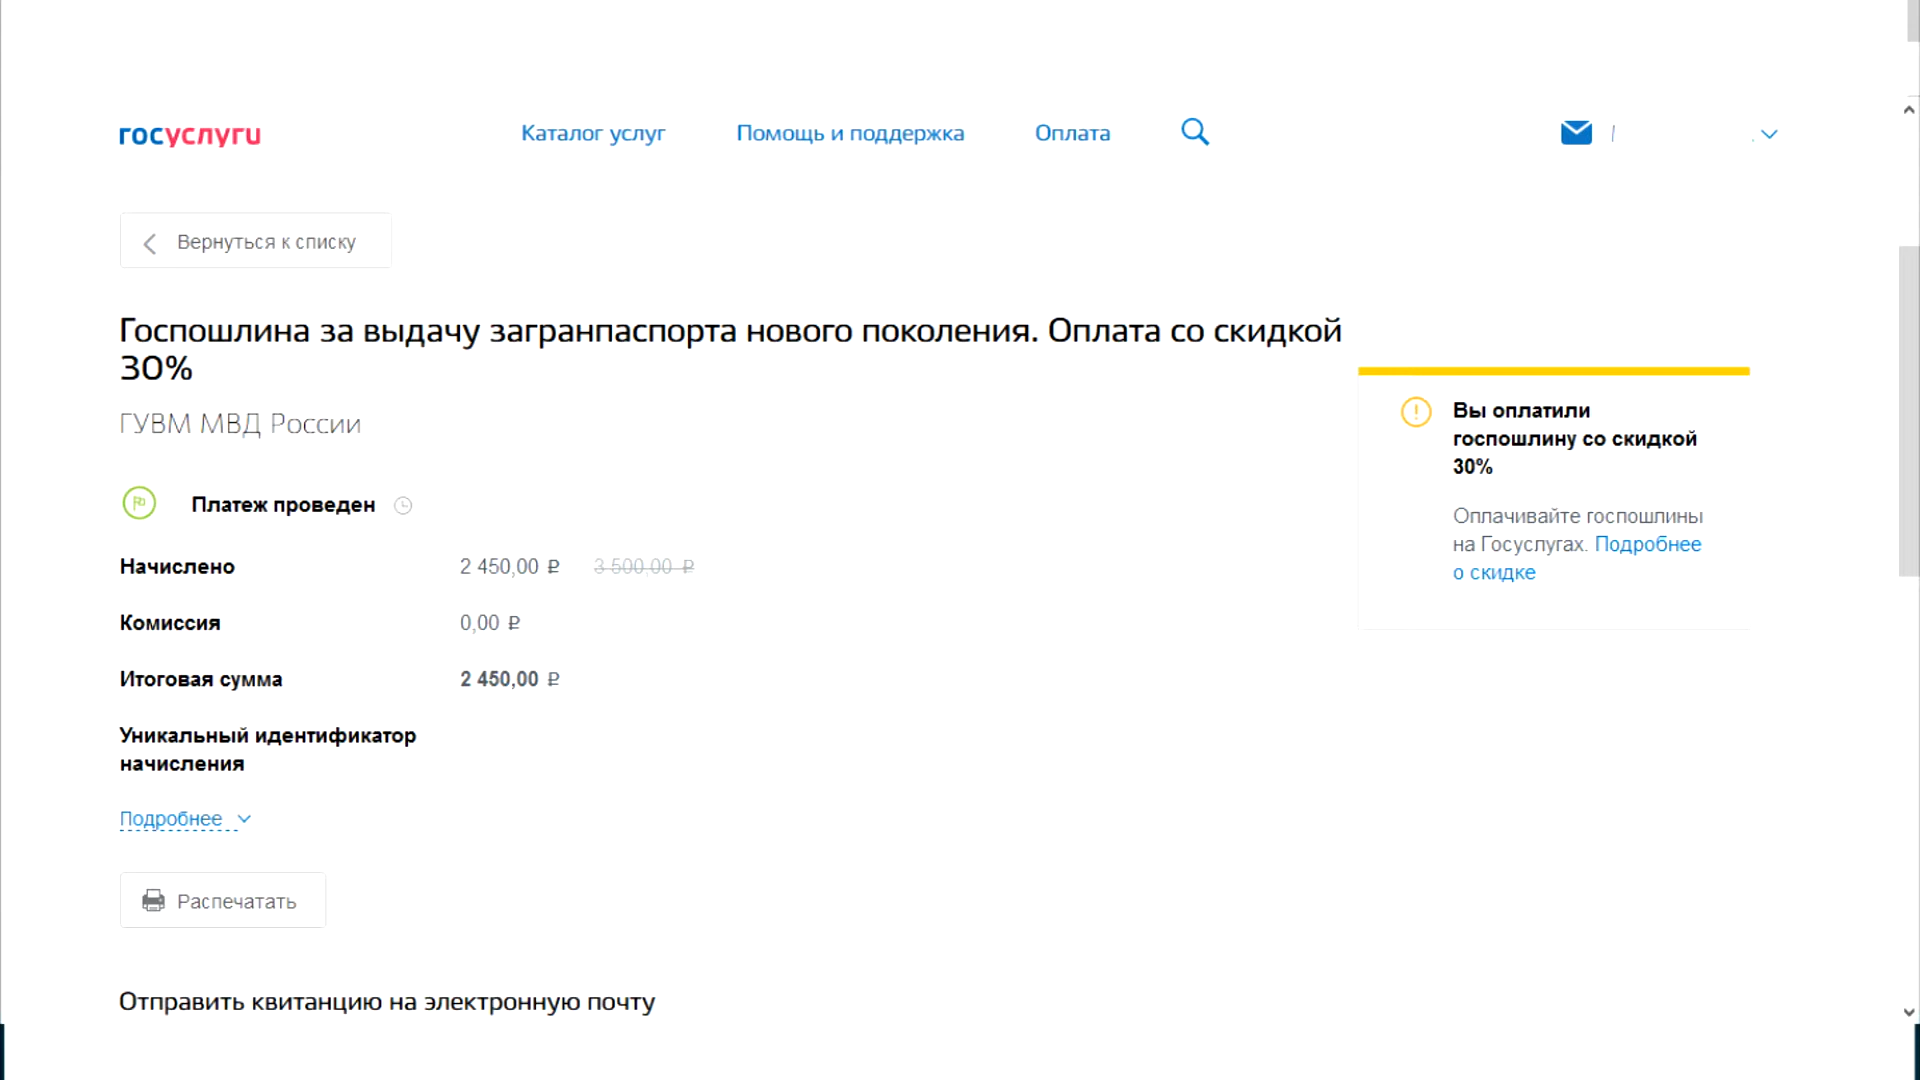 госуслуги Каталог услуг Помощь и поддержка Оплата
Вернуться к списку
Госпошлина за выдачу загранпаспорта нового поколения. Оплата со скидкой
30%
ГУВМ МВД России
Платеж проведен
Начислено 2 450,00 ₽ 3 500,00 ₽
Комиссия 0,00 ₽
Итоговая сумма 2 450,00 ₽
Уникальный идентификатор
начисления
Подробнее
Распечатать
Отправить квитанцию на электронную почту
Вы оплатили
госпошлину со скидкой
30%
Оплачивайте госпошлины
на Госуслугах. Подробнее
о скидке